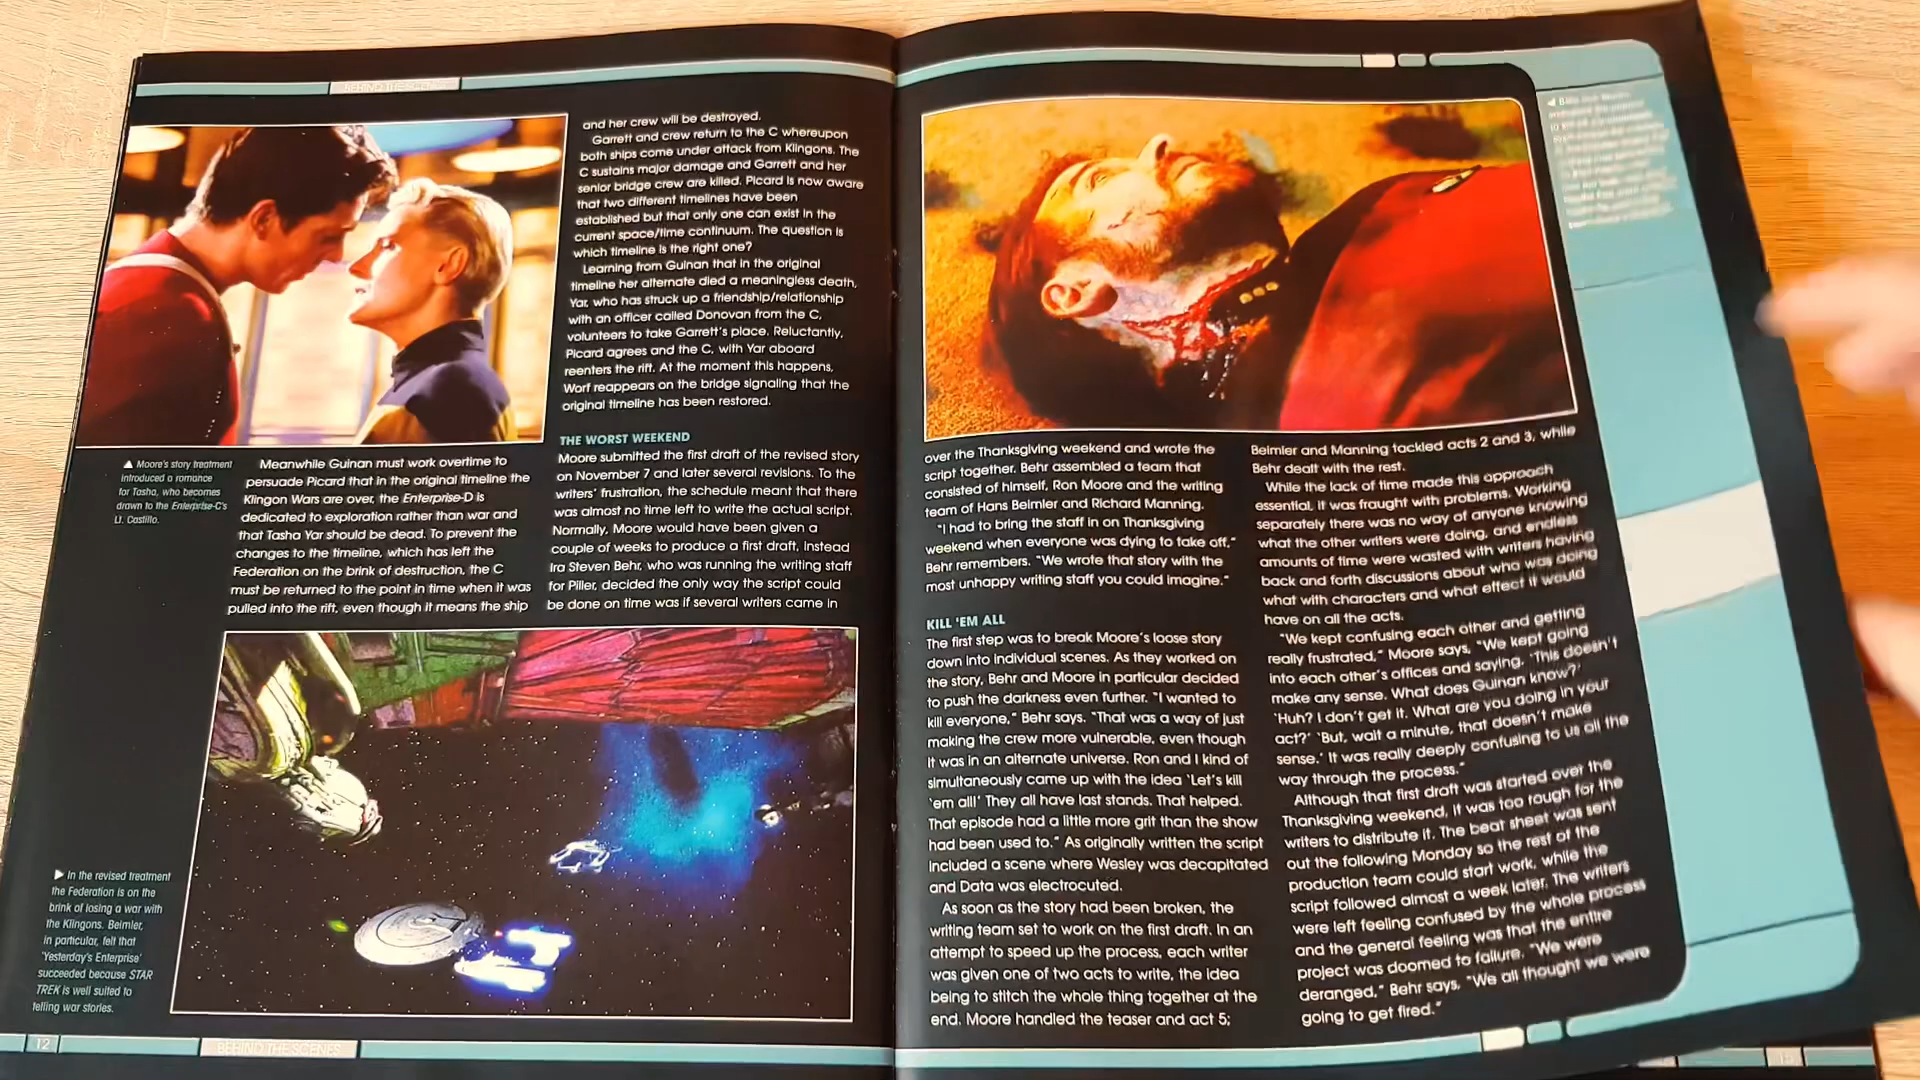 BEHIND THE SCENES
▲ Moore's story treatment
introduced a romance
for Tasha, who becomes
drawn to the Enterprise-C's
Lt. Castillo.
Meanwhile Guinan must work overtime to
persuade Picard that in the original timeline the
Klingon Wars are over, the Enterprise-D is
dedicated to exploration rather than war and
that Tasha Yar should be dead. To prevent the
changes to the timeline, which has left the
Federation on the brink of destruction, the C
must be returned to the point in time when it was
pulled into the rift, even though it means the ship
and her crew will be destroyed.
Garrett and crew return to the C whereupon
both ships come under attack from Klingons. The
C sustains major damage and Garrett and her
senior bridge crew are killed. Picard is now aware
that two different timelines have been
established but that only one can exist in the
current space/time continuum. The question is
which timeline is the right one?
Learning from Guinan that in the original
timeline her alternate died a meaningless death,
Yar, who has struck up a friendship/relationship
with an officer called Donovan from the C,
volunteers to take Garrett's place. Reluctantly,
Picard agrees and the C, with Yar aboard
reenters the rift. At the moment this happens,
Worf reappears on the bridge signaling that the
original timeline has been restored.
THE WORST WEEKEND
Moore submitted the first draft of the revised story
on November 7 and later several revisions. To the
writers' frustration, the schedule meant that there
was almost no time left to write the actual script.
Normally, Moore would have been given a
couple of weeks to produce a first draft, instead
Ira Steven Behr, who was running the writing staff
for Piller, decided the only way the script could
be done on time was if several writers came in
▶ In the revised treatment
the Federation is on the
brink of losing a war with
the Klingons. Beimler,
in particular, felt that
'Yesterday's Enterprise'
succeeded because STAR
TREK is well suited to
telling war stories.
12
BEHIND THE SCENES
over the Thanksgiving weekend and wrote the
script together. Behr assembled a team that
consisted of himself, Ron Moore and the writing
team of Hans Beimler and Richard Manning.
"I had to bring the staff in on Thanksgiving
weekend when everyone was dying to take off,"
Behr remembers. "We wrote that story with the
most unhappy writing staff you could imagine."
KILL 'EM ALL
The first step was to break Moore's loose story
down into individual scenes. As they worked on
the story, Behr and Moore in particular decided
to push the darkness even further. "I wanted to
kill everyone," Behr says. "That was a way of just
making the crew more vulnerable, even though
it was in an alternate universe. Ron and I kind of
simultaneously came up with the idea 'Let's kill
'em all!' They all have last stands. That helped.
That episode had a little more grit than the show
had been used to." As originally written the script
included a scene where Wesley was decapitated
and Data was electrocuted.
As soon as the story had been broken, the
writing team set to work on the first draft. In an
attempt to speed up the process, each writer
was given one of two acts to write, the idea
being to stitch the whole thing together at the
end. Moore handled the teaser and act 5;
Beimler and Manning tackled acts 2 and 3, while
Behr dealt with the rest.
While the lack of time made this approach
essential, it was fraught with problems. Working
separately there was no way of anyone knowing
what the other writers were doing, and endless
amounts of time were wasted with writers having
back and forth discussions about who was doing
what with characters and what effect it would
have on all the acts.
"We kept confusing each other and getting
really frustrated," Moore says, "We kept going
into each other's offices and saying, 'This doesn't
make any sense. What does Guinan know?'
'Huh? I don't get it. What are you doing in your
act?' 'But, wait a minute, that doesn't make
sense.' It was really deeply confusing to us all the
way through the process."
Although that first draft was started over the
Thanksgiving weekend, it was too rough for the
writers to distribute it. The beat sheet was sent
out the following Monday so the rest of the
production team could start work, while the
script followed almost a week later. The writers
were left feeling confused by the whole process
and the general feeling was that the entire
project was doomed to failure. "We were
deranged," Behr says, "We all thought we were
going to get fired."